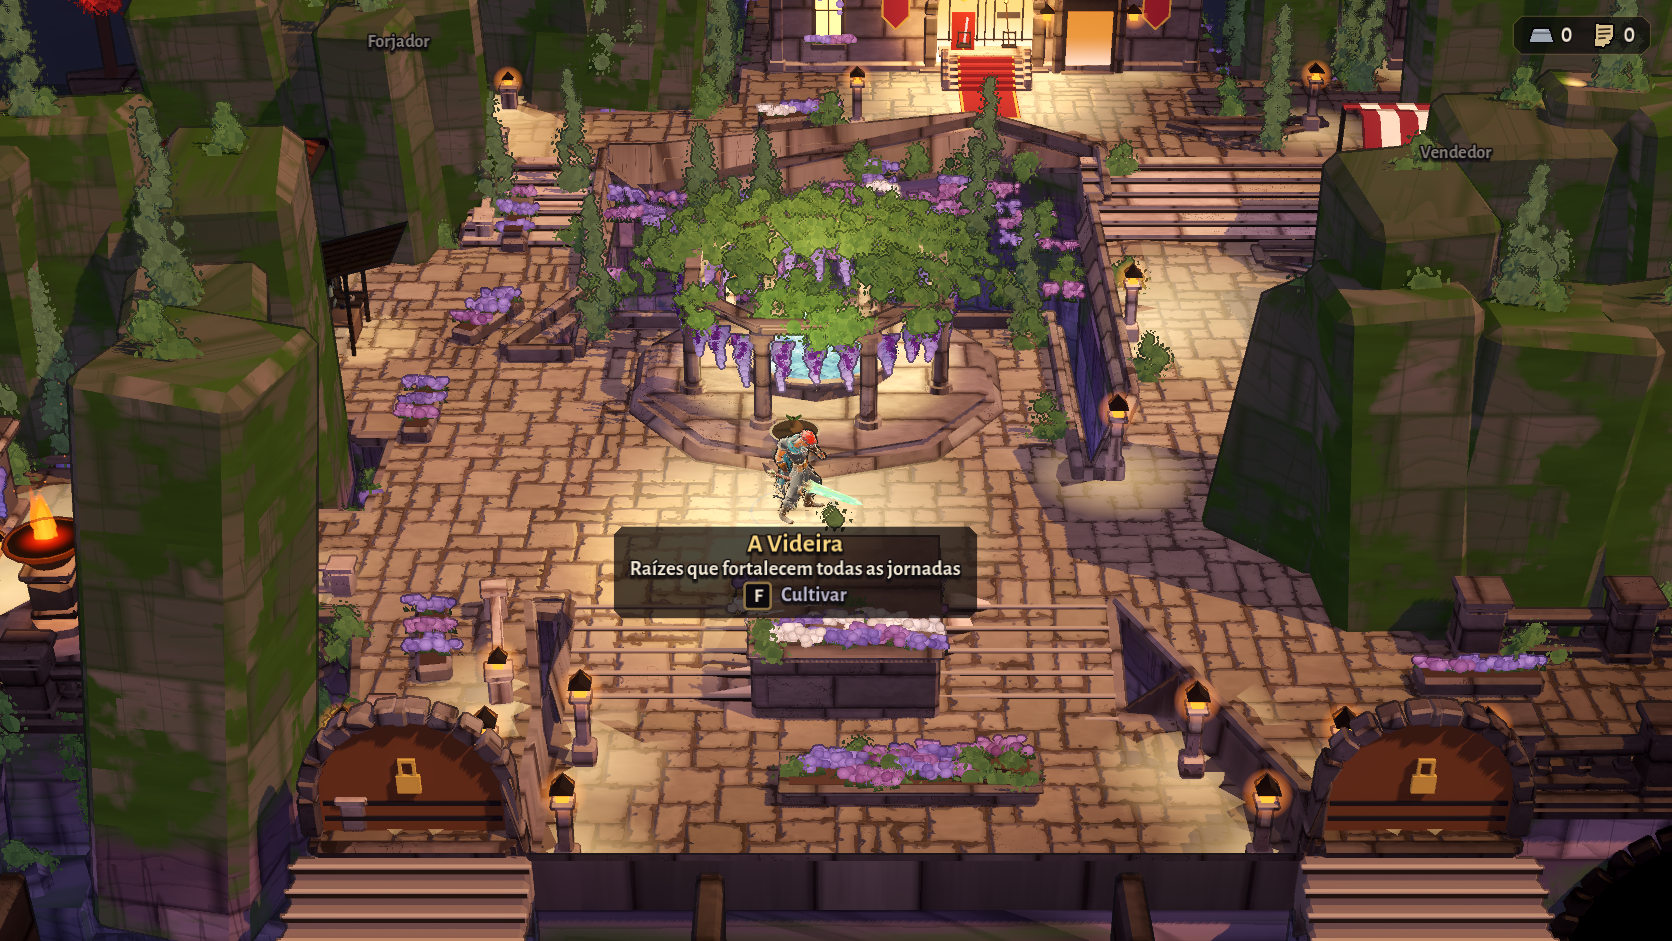 Forjador
0 0
Vendedor
A Videira
Raízes que fortalecem todas as jornadas
F Cultivar